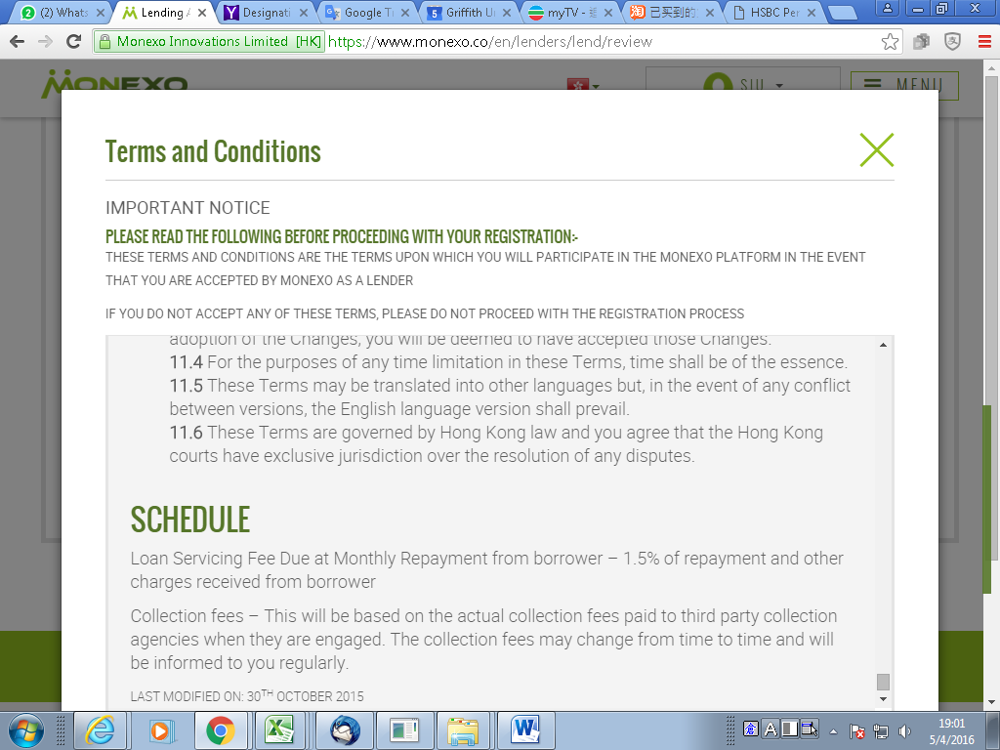 (2) Whats
Lending A
Designati
Google Tr
Griffith Un
myTV -
已买到的
HSBC Per
Monexo Innovations Limited [HK] https://www.monexo.co/en/lenders/lend/review
MONEXO
SUI
MENU
Terms and Conditions
IMPORTANT NOTICE
PLEASE READ THE FOLLOWING BEFORE PROCEEDING WITH YOUR REGISTRATION:-
THESE TERMS AND CONDITIONS ARE THE TERMS UPON WHICH YOU WILL PARTICIPATE IN THE MONEXO PLATFORM IN THE EVENT
THAT YOU ARE ACCEPTED BY MONEXO AS A LENDER
IF YOU DO NOT ACCEPT ANY OF THESE TERMS, PLEASE DO NOT PROCEED WITH THE REGISTRATION PROCESS
adoption of the Changes, you will be deemed to have accepted those Changes.
11.4 For the purposes of any time limitation in these Terms, time shall be of the essence.
11.5 These Terms may be translated into other languages but, in the event of any conflict
between versions, the English language version shall prevail.
11.6 These Terms are governed by Hong Kong law and you agree that the Hong Kong
courts have exclusive jurisdiction over the resolution of any disputes.
SCHEDULE
Loan Servicing Fee Due at Monthly Repayment from borrower – 1.5% of repayment and other
charges received from borrower
Collection fees – This will be based on the actual collection fees paid to third party collection
agencies when they are engaged. The collection fees may change from time to time and will
be informed to you regularly.
LAST MODIFIED ON: 30TH OCTOBER 2015
A
19:01
5/4/2016